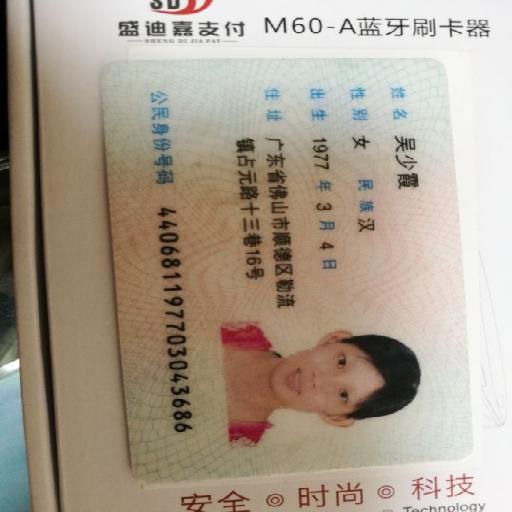 盛迪嘉支付
SHENG DI JIA PAY
M60-A蓝牙刷卡器
姓名 吴少霞
性别 女 民族 汉
出生 1977 年 3 月 4 日
住址 广东省佛山市顺德区勒流
镇占元路十三巷16号
公民身份号码 440681197703043686
安全 ◎ 时尚 ◎ 科技
Technology